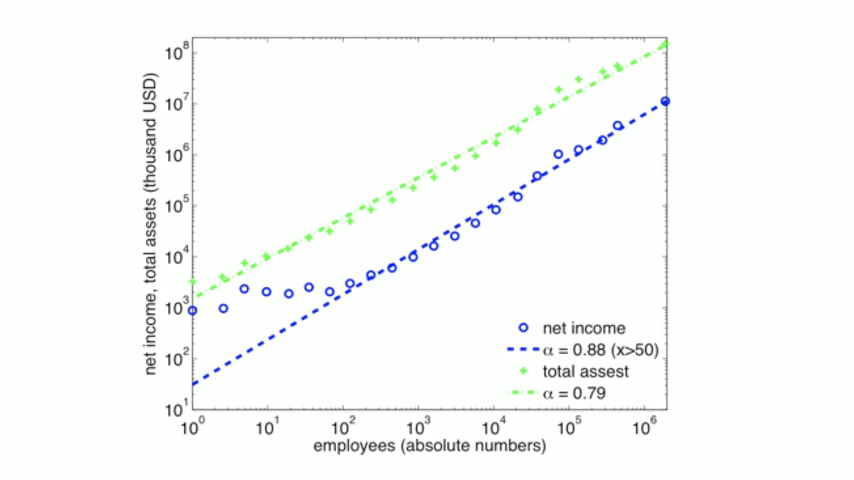 net income, total assets (thousand USD)
10^8
10^7
10^6
10^5
10^4
10^3
10^2
10^1
net income
α = 0.88 (x>50)
total assest
α = 0.79
10^0 10^1 10^2 10^3 10^4 10^5 10^6
employees (absolute numbers)